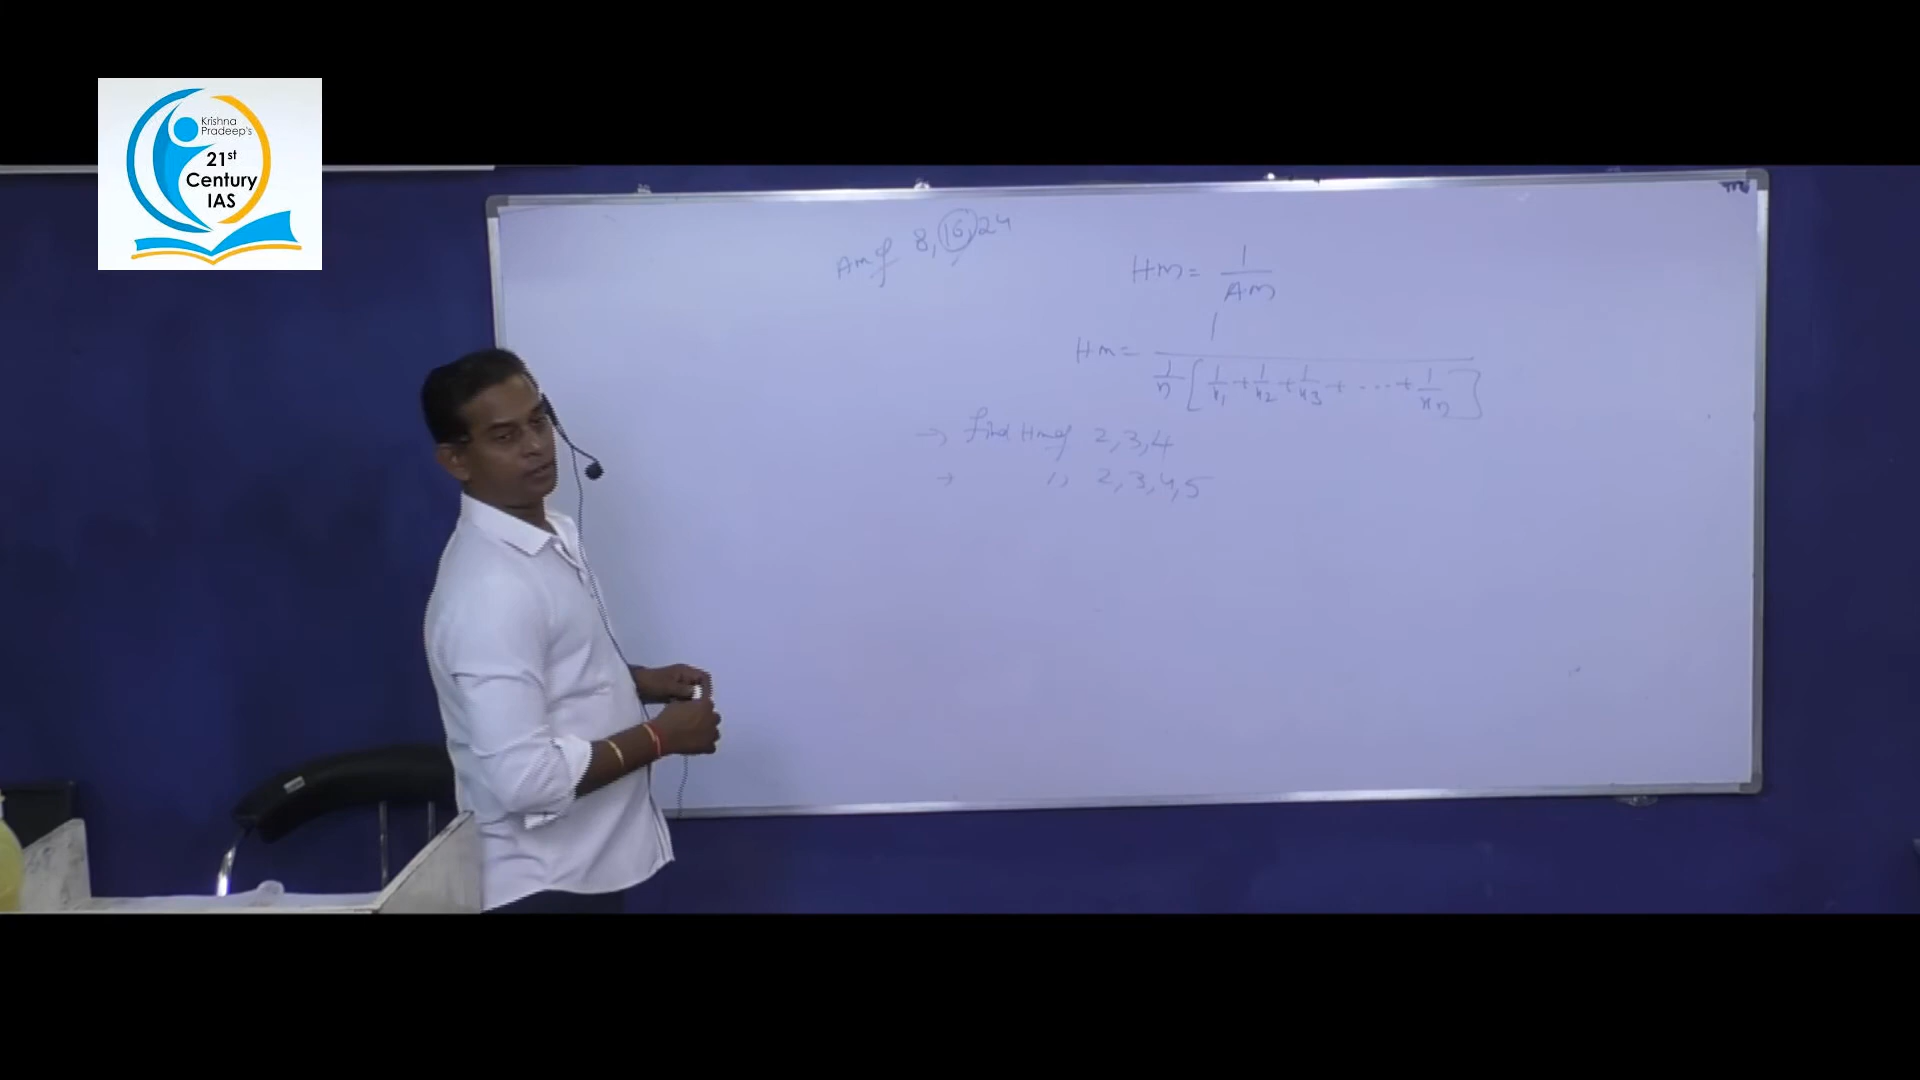 Krishna
Pradeep's
21st
Century
IAS
Am of 8, 16, 24
Hm = 1/Am
Hm = 1 / 1/n [1/x1 + 1/x2 + 1/x3 + ... + 1/xn]
→ find Hm of 2,3,4
→ ,, 2,3,4,5